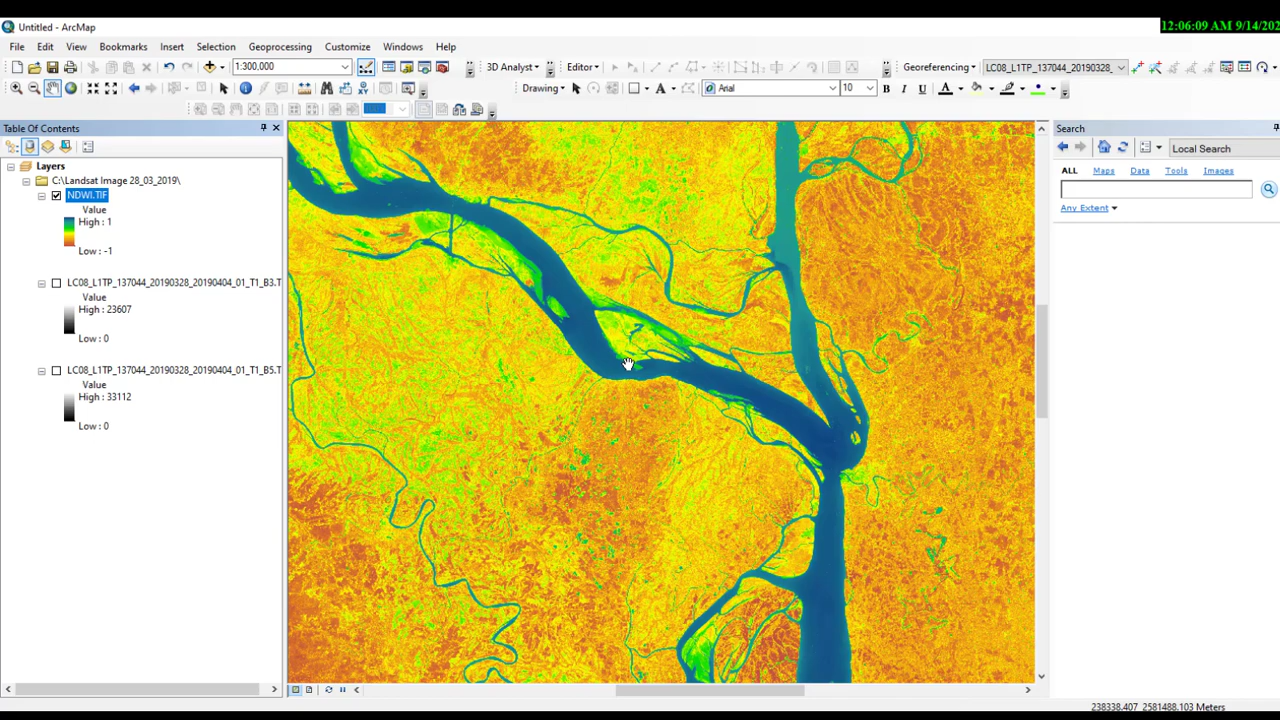 12:06:09 AM 9/14/202
Untitled - ArcMap
File Edit View Bookmarks Insert Selection Geoprocessing Customize Windows Help
1:300,000 3D Analyst Editor Georeferencing LC08_L1TP_137044_20190328_
Drawing A Arial 10 B I U A
Table Of Contents
Layers
C:\Landsat Image 28_03_2019\
NDWI.TIF
Value
High : 1
Low : -1
LC08_L1TP_137044_20190328_20190404_01_T1_B3.T
Value
High : 23607
Low : 0
LC08_L1TP_137044_20190328_20190404_01_T1_B5.T
Value
High : 33112
Low : 0
Search
Local Search
ALL Maps Data Tools Images
Any Extent
238338.407 2581488.103 Meters